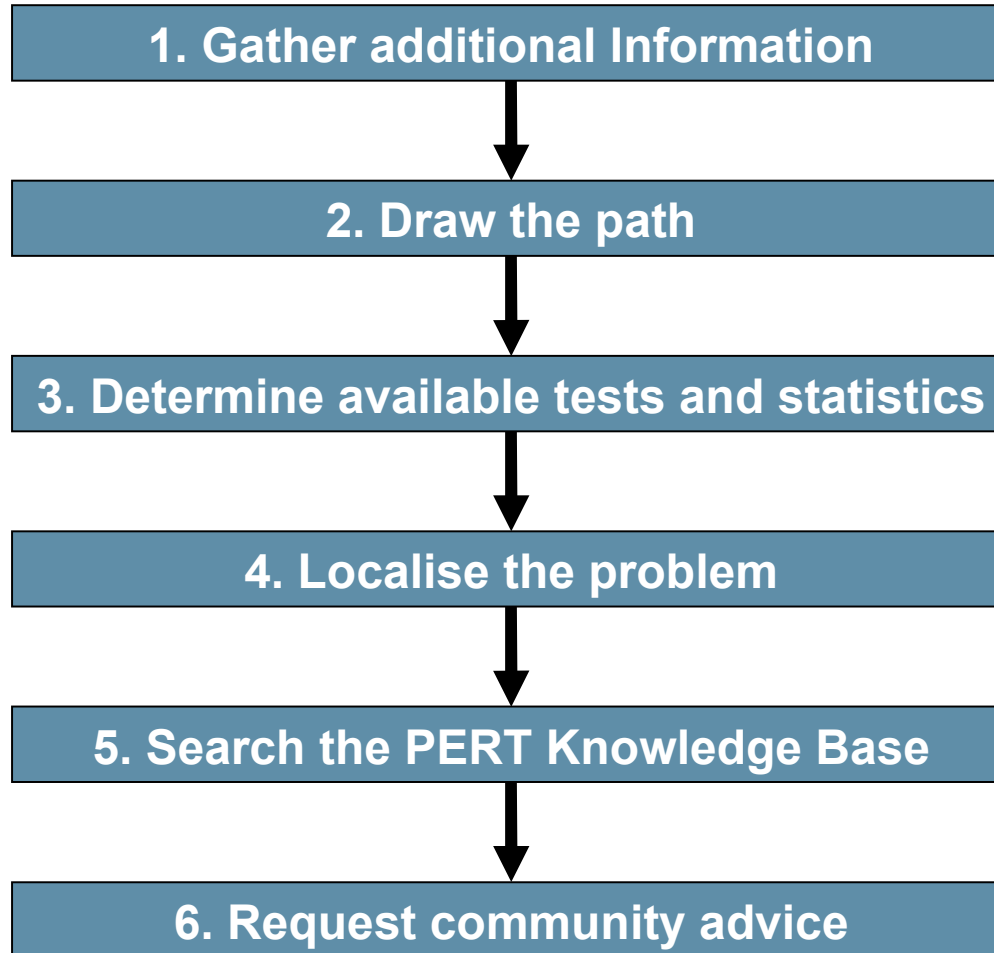 1. Gather additional Information
2. Draw the path
3. Determine available tests and statistics
4. Localise the problem
5. Search the PERT Knowledge Base
6. Request community advice